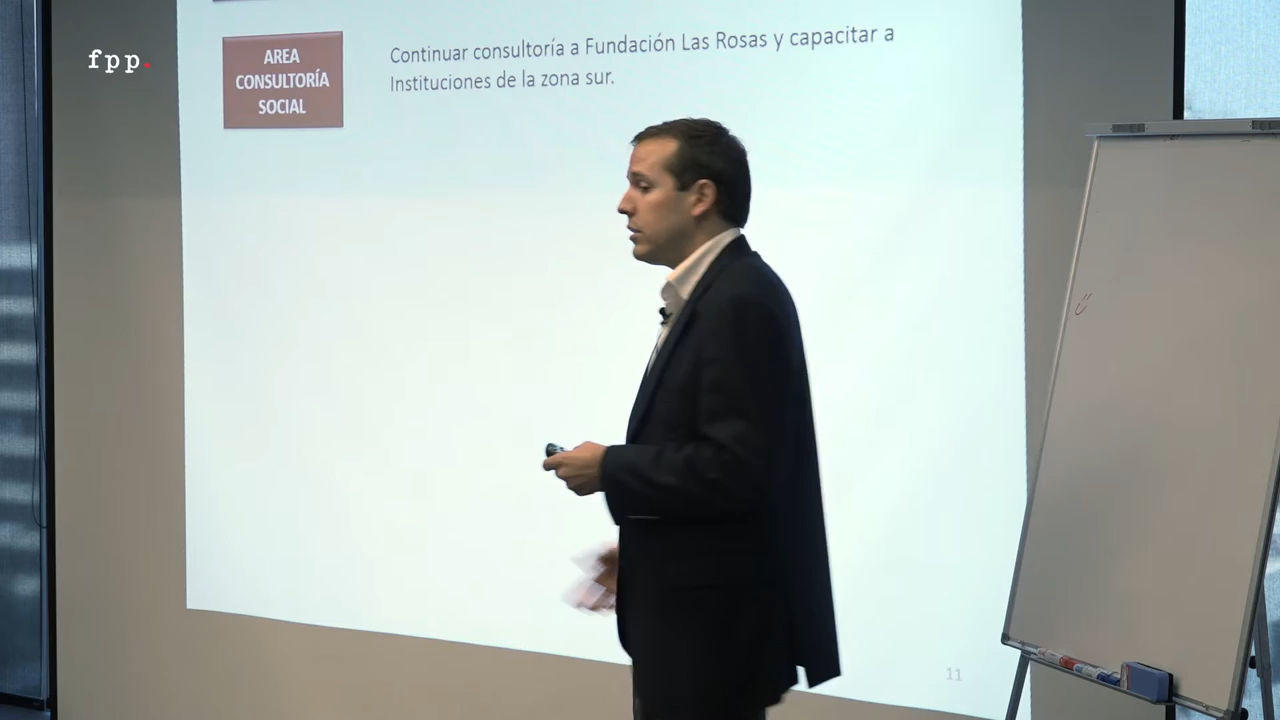 fpp.
AREA
CONSULTORÍA
SOCIAL
Continuar consultoría a Fundación Las Rosas y capacitar a
Instituciones de la zona sur.
11